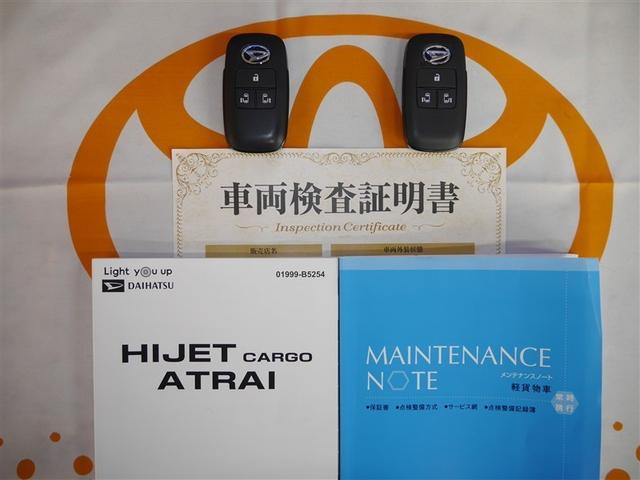 車両検査証明書
Inspection Certificate
販売店名
車両外装状態
Light you up
DAIHATSU
01999-B5254
HIJET CARGO
ATRAI
MAINTENANCE
NOTE
メンテナンスノート
軽貨物車
●保証書 ●点検整備方式 ●サービス網 ●点検整備記録簿
常時
携行